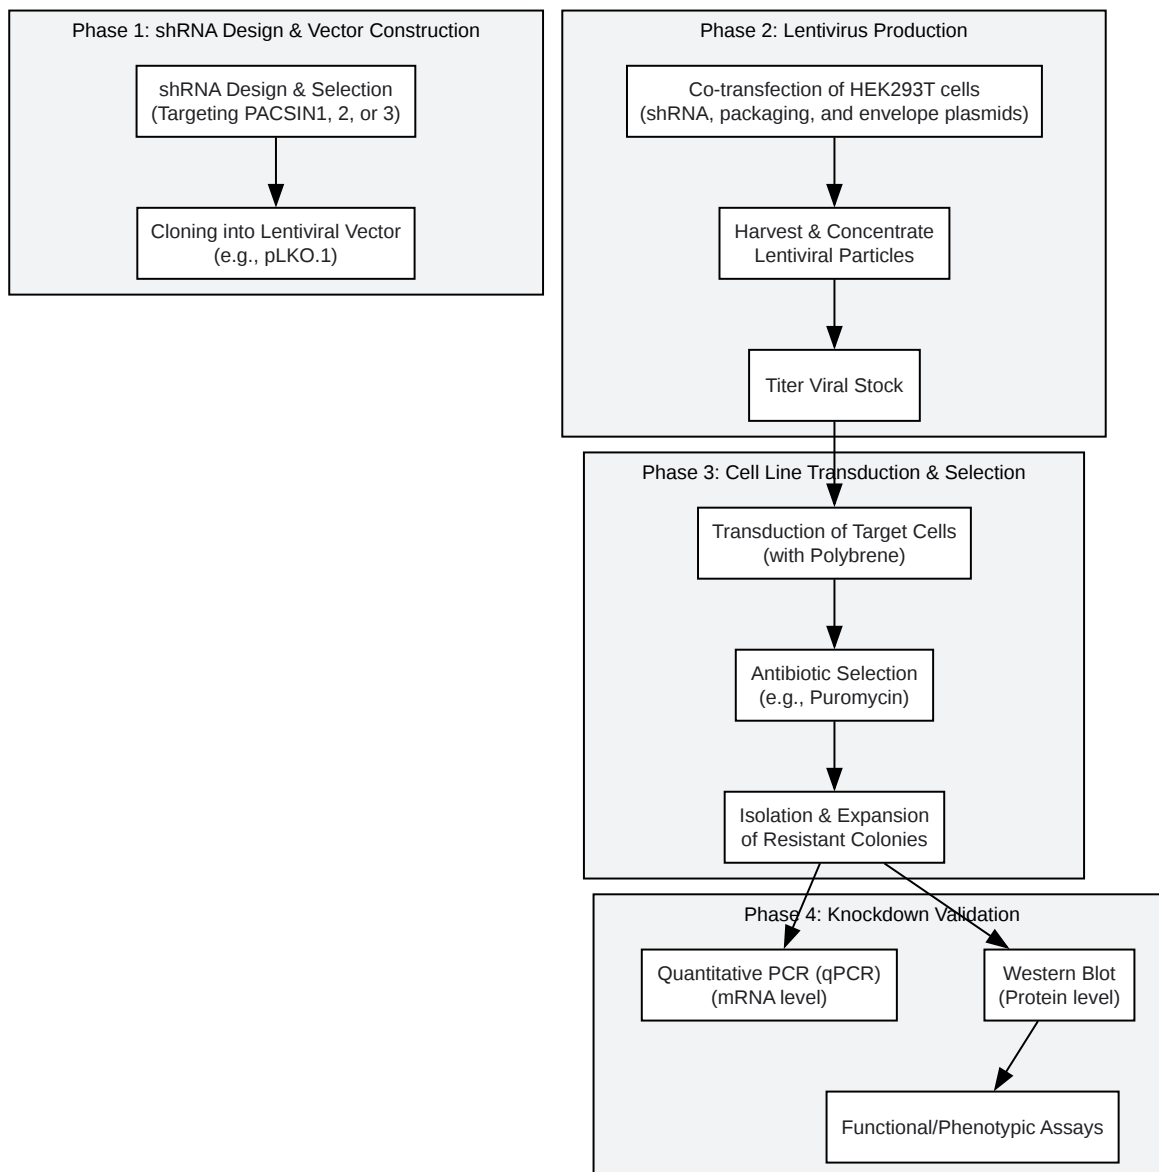 Phase 1: shRNA Design & Vector Construction
shRNA Design & Selection
(Targeting PACSIN1, 2, or 3)
Cloning into Lentiviral Vector
(e.g., pLKO.1)
Phase 2: Lentivirus Production
Co-transfection of HEK293T cells
(shRNA, packaging, and envelope plasmids)
Harvest & Concentrate
Lentiviral Particles
Titer Viral Stock
Phase 3: Cell Line Transduction & Selection
Transduction of Target Cells
(with Polybrene)
Antibiotic Selection
(e.g., Puromycin)
Isolation & Expansion
of Resistant Colonies
Phase 4: Knockdown Validation
Quantitative PCR (qPCR)
(mRNA level)
Western Blot
(Protein level)
Functional/Phenotypic Assays